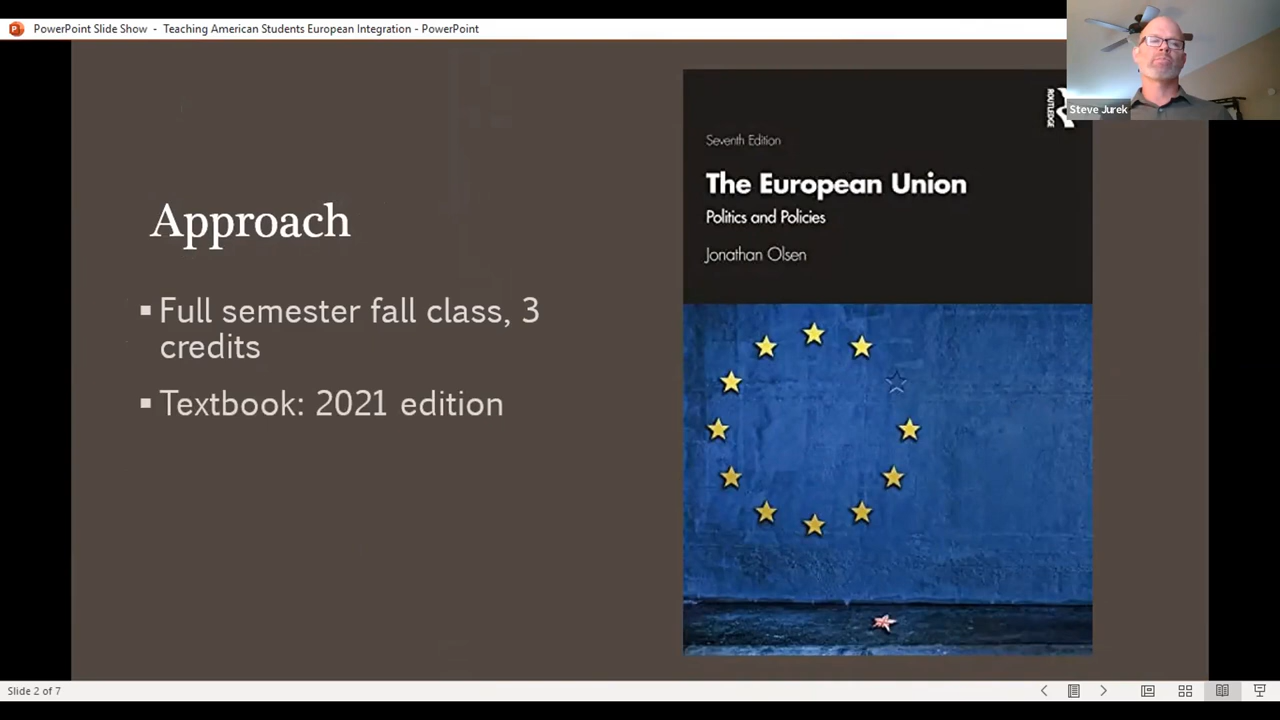 PowerPoint Slide Show - Teaching American Students European Integration - PowerPoint
Steve Jurek
ROUTLEDGE
Seventh Edition
The European Union
Politics and Policies
Jonathan Olsen
Approach
▪ Full semester fall class, 3
credits
▪ Textbook: 2021 edition
Slide 2 of 7